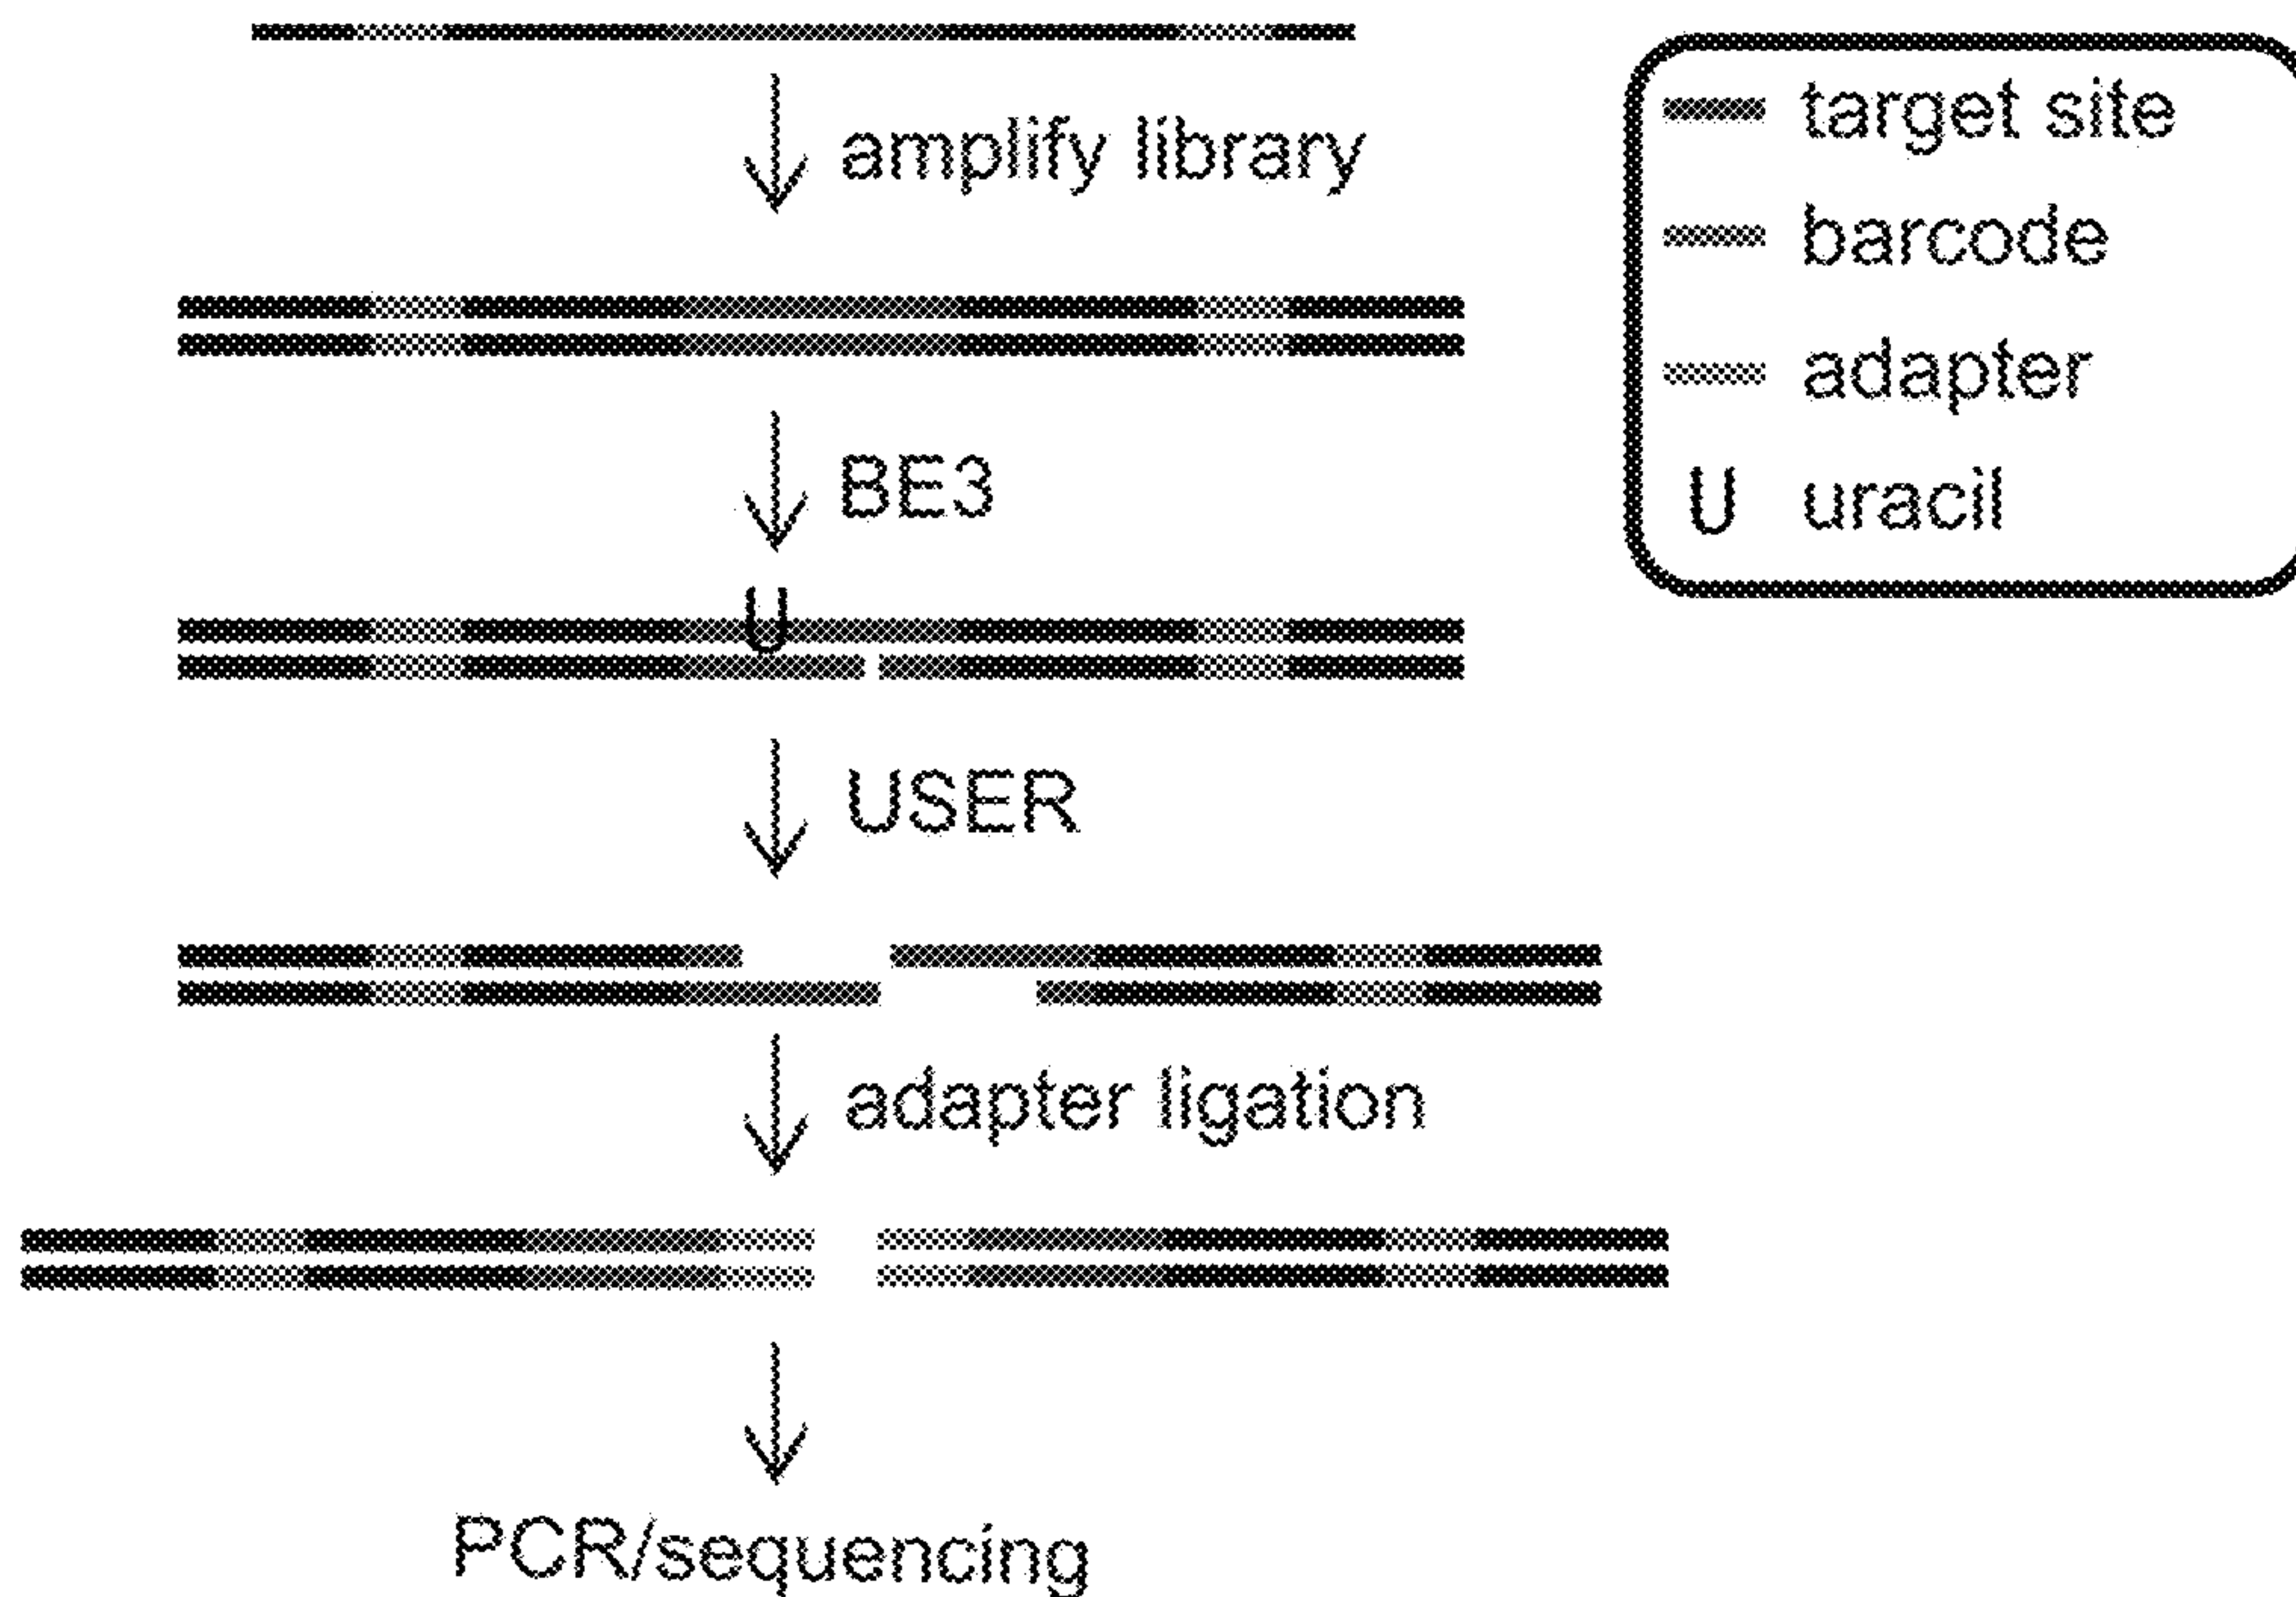 amplify library
target site
barcode
adapter
U uracil
BE3
U
USER
adapter ligation
PCR/sequencing